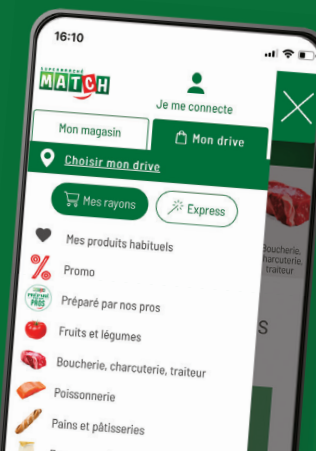 16:10
SUPERMARCHÉ
MATCH
Je me connecte
Mon magasin
Mon drive
Choisir mon drive
Mes rayons
Express
Mes produits habituels
Promo
PRÉPARÉ
PROS
Préparé par nos pros
Fruits et légumes
Boucherie, charcuterie, traiteur
Boucherie,
charcuterie,
traiteur
S
Poissonnerie
Pains et pâtisseries